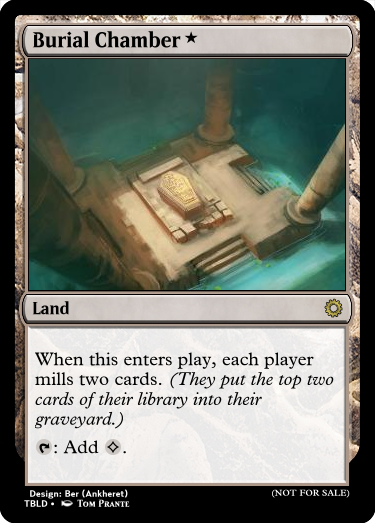 Burial Chamber ★
Land
When this enters play, each player
mills two cards. (They put the top two
cards of their library into their
graveyard.)
: Add .
Design: Ber (Ankheret)
(NOT FOR SALE)
TBLD • Tom Prante